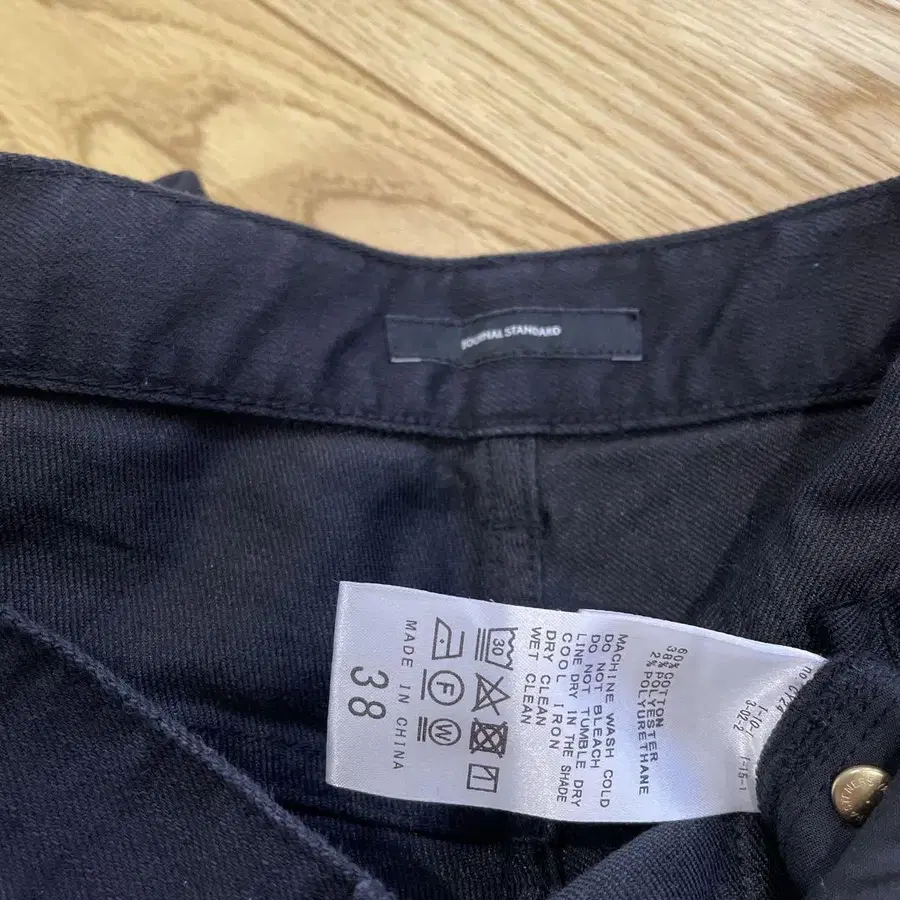 JOURNAL STANDARD
60% COTTON
38% POLYESTER
2% POLYURETHANE
MACHINE WASH COLD
DO NOT BLEACH
DO NOT TUMBLE DRY
LINE DRY IN THE SHADE
COOL IRON
DRY CLEAN
WET CLEAN
30
F
W
MADE IN CHINA
38